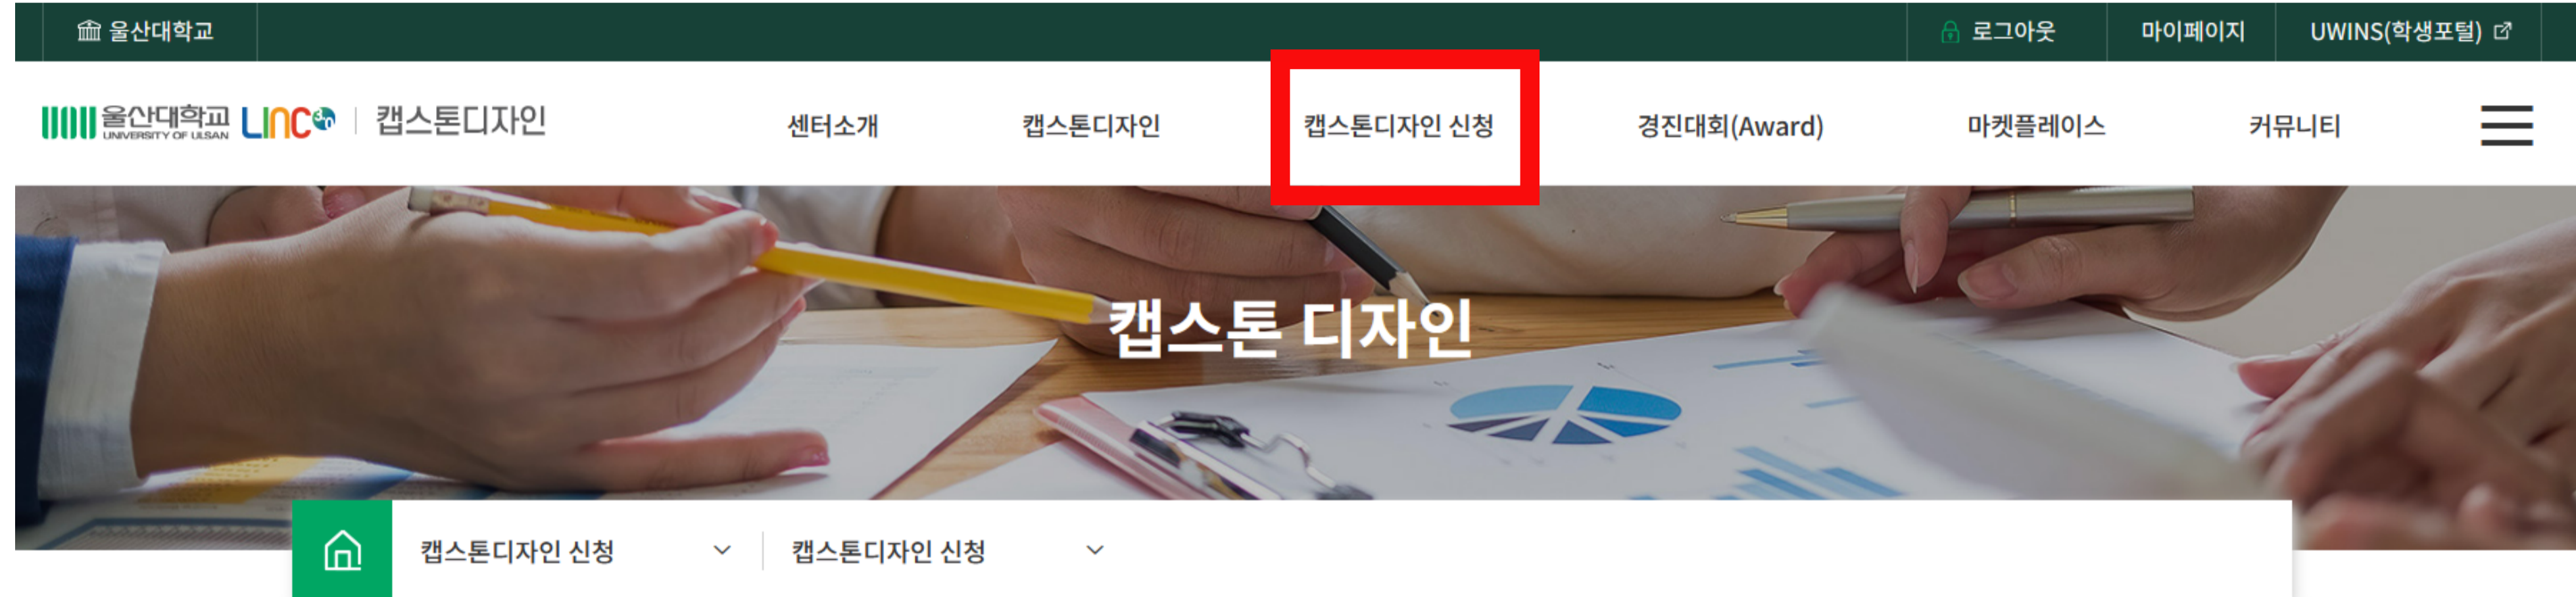 울산대학교
로그아웃
마이페이지
UWINS(학생포털)
울산대학교
UNIVERSITY OF ULSAN
LINC 3.0
캡스톤디자인
센터소개
캡스톤디자인
캡스톤디자인 신청
경진대회(Award)
마켓플레이스
커뮤니티
캡스톤 디자인
캡스톤디자인 신청
캡스톤디자인 신청